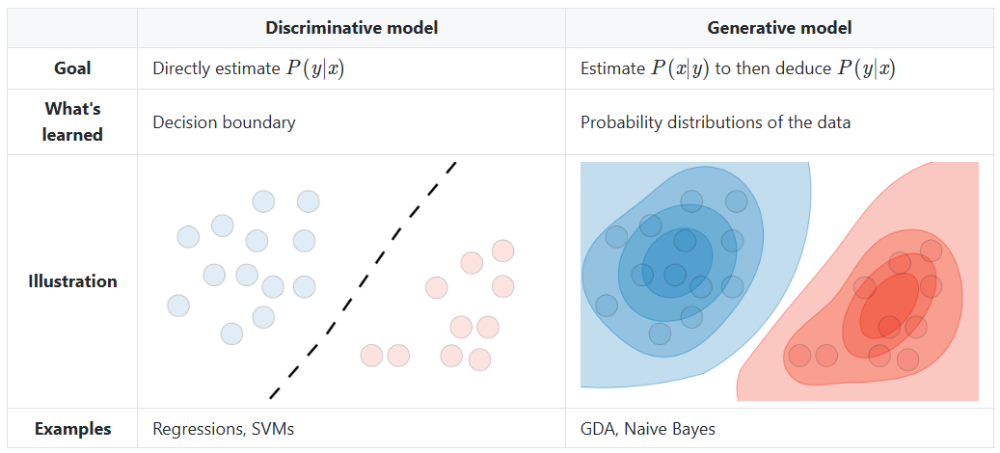 Discriminative model Generative model
Goal Directly estimate P(y|x) Estimate P(x|y) to then deduce P(y|x)
What's
learned Decision boundary Probability distributions of the data
Illustration
Examples Regressions, SVMs GDA, Naive Bayes